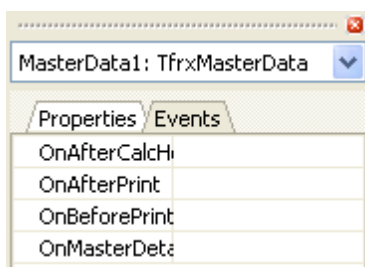 MasterData1: TfrxMasterData
Properties Events
OnAfterCalcH
OnAfterPrint
OnBeforePrint
OnMasterDeta